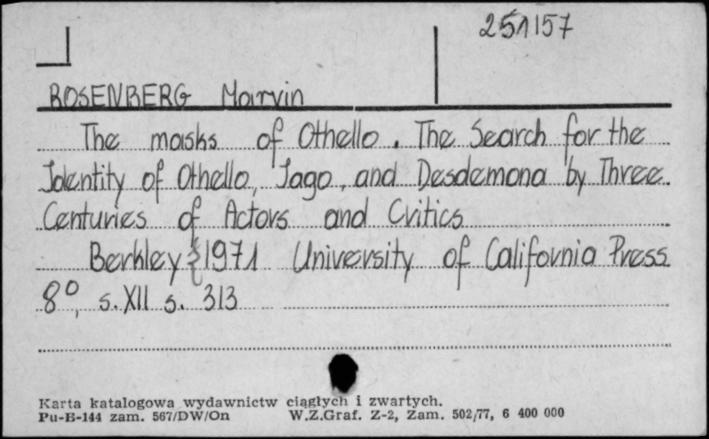 251157
ROSENBERG Marvin
The masks of Othello. The Search for the
Identity of Othello, Iago, and Desdemona by Three
Centuries of Actors and Critics
Berkley 1971 University of California Press
8°, s. XII s. 313
Karta katalogowa wydawnictw ciągłych i zwartych.
Pu-B-144 zam. 567/DW/On W.Z.Graf. Z-2, Zam. 502/77, 6 400 000